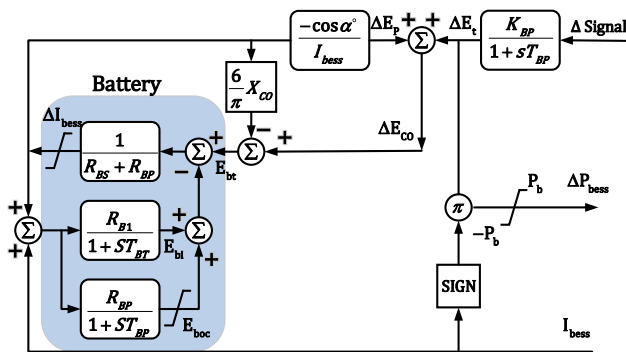 −cosα° / I_bess
ΔE_P
+ +
Σ
+
ΔE_t
K_BP / 1+sT_BP
Δ Signal
6/π X_CO
Battery
ΔE_CO
ΔI_bess
1 / R_BS + R_BP
+
Σ
−
E_bt
−
Σ
+
P_b
ΔP_bess
π
−P_b
+
Σ
+
R_B1 / 1+ST_BT
+
E_bi
Σ
+
SIGN
R_BP / 1+ST_BP
E_boc
I_bess